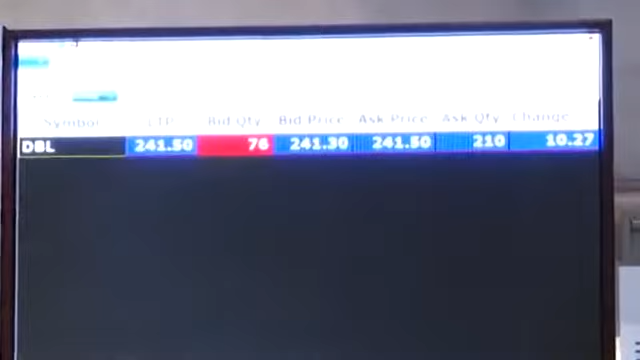 Symbol LTP Bid Qty Bid Price Ask Price Ask Qty Change
DBL 241.50 76 241.30 241.50 210 10.27